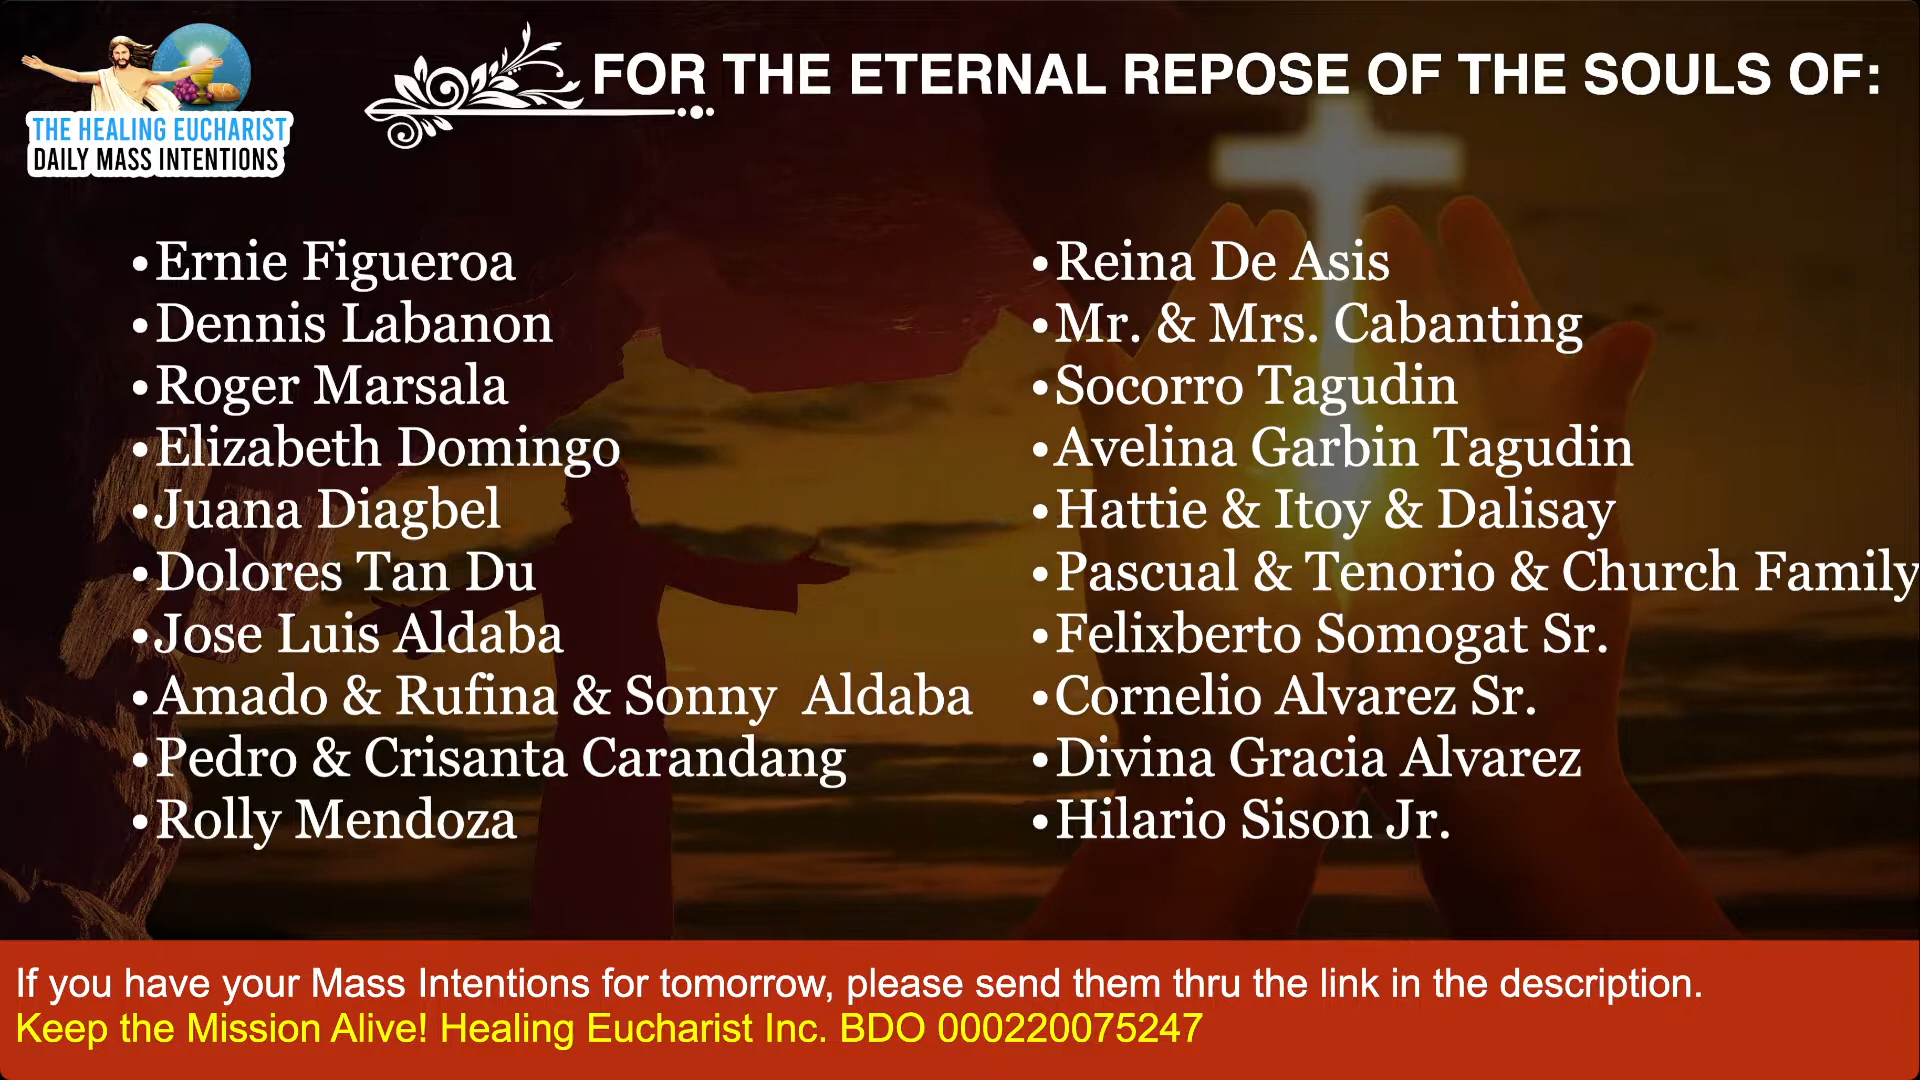 THE HEALING EUCHARIST
DAILY MASS INTENTIONS
FOR THE ETERNAL REPOSE OF THE SOULS OF:
•Ernie Figueroa
•Dennis Labanon
•Roger Marsala
•Elizabeth Domingo
•Juana Diagbel
•Dolores Tan Du
•Jose Luis Aldaba
•Amado & Rufina & Sonny  Aldaba
•Pedro & Crisanta Carandang
•Rolly Mendoza
•Reina De Asis
•Mr. & Mrs. Cabanting
•Socorro Tagudin
•Avelina Garbin Tagudin
•Hattie & Itoy & Dalisay
•Pascual & Tenorio & Church Family
•Felixberto Somogat Sr.
•Cornelio Alvarez Sr.
•Divina Gracia Alvarez
•Hilario Sison Jr.
If you have your Mass Intentions for tomorrow, please send them thru the link in the description.
Keep the Mission Alive! Healing Eucharist Inc. BDO 000220075247